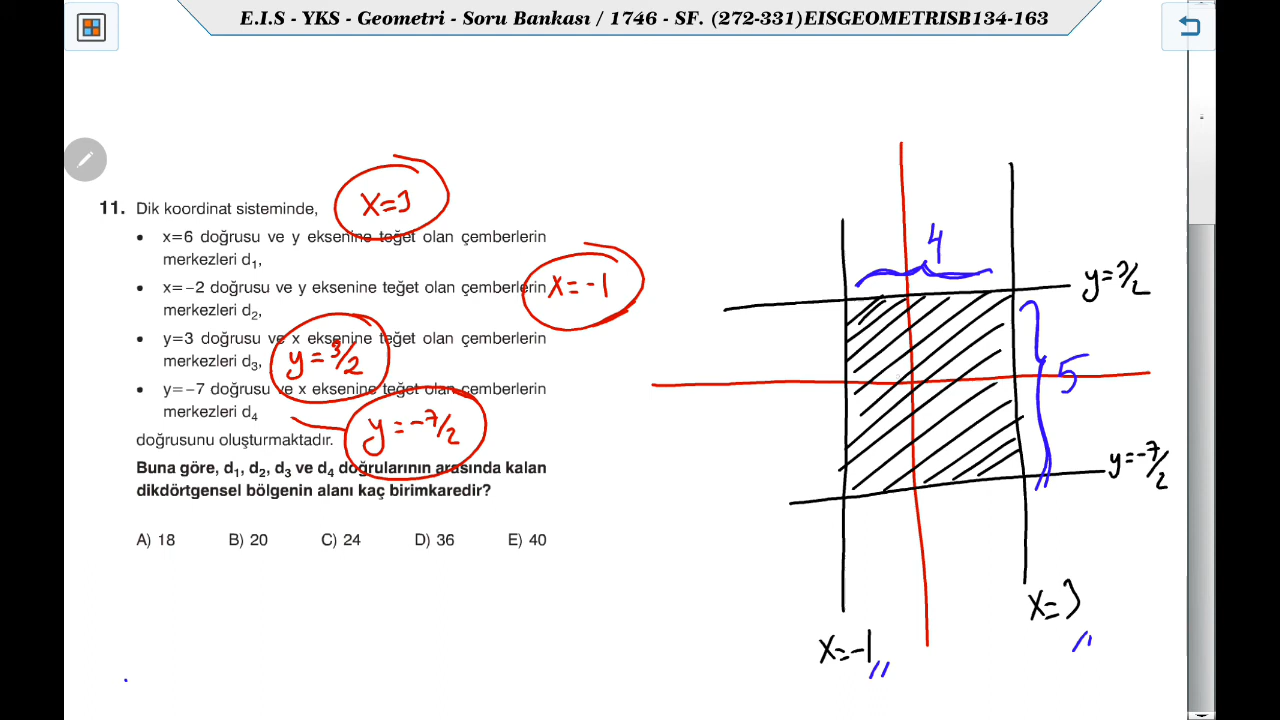 E.I.S - YKS - Geometri - Soru Bankası / 1746 - SF. (272-331)EISGEOMETRISB134-163
11. Dik koordinat sisteminde,
x=3
• x=6 doğrusu ve y eksenine teğet olan çemberlerin
merkezleri d1,
• x=−2 doğrusu ve y eksenine teğet olan çemberlerin
merkezleri d2,
x=-1
• y=3 doğrusu ve x eksenine teğet olan çemberlerin
merkezleri d3,
y=3/2
• y=−7 doğrusu ve x eksenine teğet olan çemberlerin
merkezleri d4
y=-7/2
doğrusunu oluşturmaktadır.
Buna göre, d1, d2, d3 ve d4 doğrularının arasında kalan
dikdörtgensel bölgenin alanı kaç birimkaredir?
A) 18 B) 20 C) 24 D) 36 E) 40
4
y=3/2
5
y=-7/2
x=3
x=-1